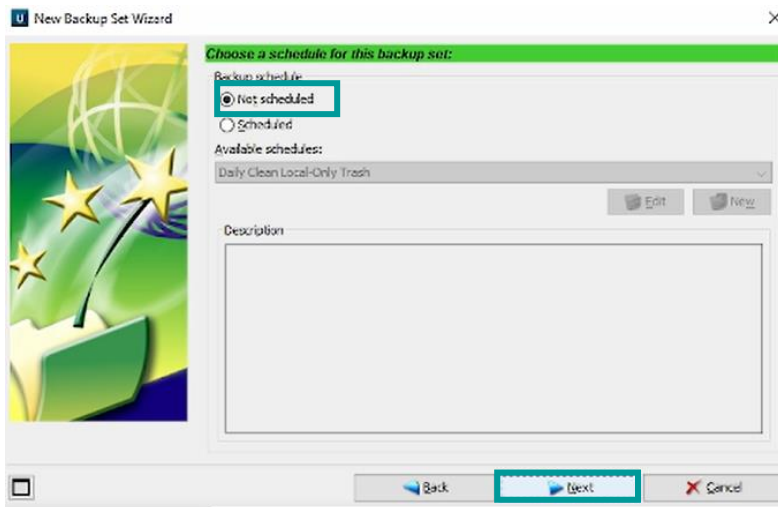 U New Backup Set Wizard
Choose a schedule for this backup set:
Backup schedule
Not scheduled
Scheduled
Available schedules:
Daily Clean Local-Only Trash
Edit New
Description
Back Next Cancel